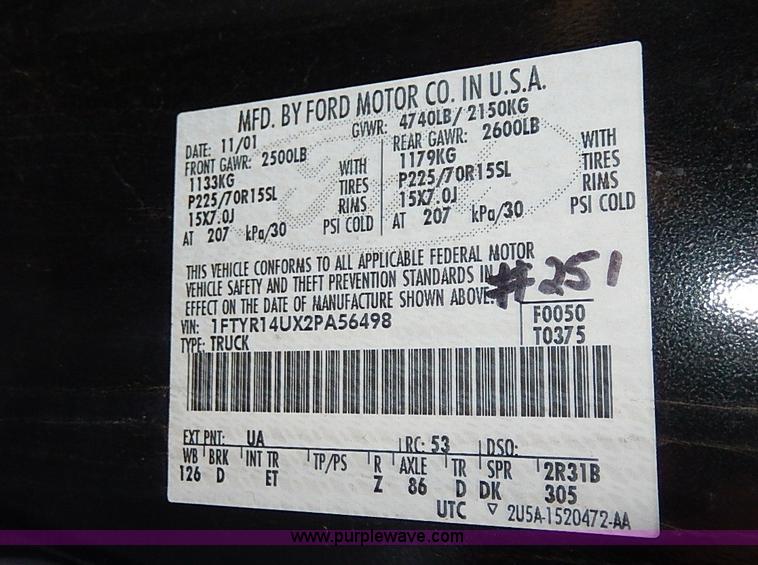 MFD. BY FORD MOTOR CO. IN U.S.A.
DATE: 11/01 GVWR: 4740LB/ 2150KG
FRONT GAWR: 2500LB REAR GAWR: 2600LB
1133KG WITH 1179KG WITH
P225/70R15SL TIRES P225/70R15SL TIRES
15X7.0J RIMS 15X7.0J RIMS
AT 207 kPa/30 PSI COLD AT 207 kPa/30 PSI COLD
THIS VEHICLE CONFORMS TO ALL APPLICABLE FEDERAL MOTOR
VEHICLE SAFETY AND THEFT PREVENTION STANDARDS IN
EFFECT ON THE DATE OF MANUFACTURE SHOWN ABOVE.
#251
VIN: 1FTYR14UX2PA56498 F0050
TYPE: TRUCK T0375
EXT PNT: UA RC: 53 DSO:
WB BRK INT TR TP/PS R AXLE TR SPR 2R31B
126 D ET Z 86 D DK 305
UTC ▽ 2U5A-1520472-AA
www.purplewave.com